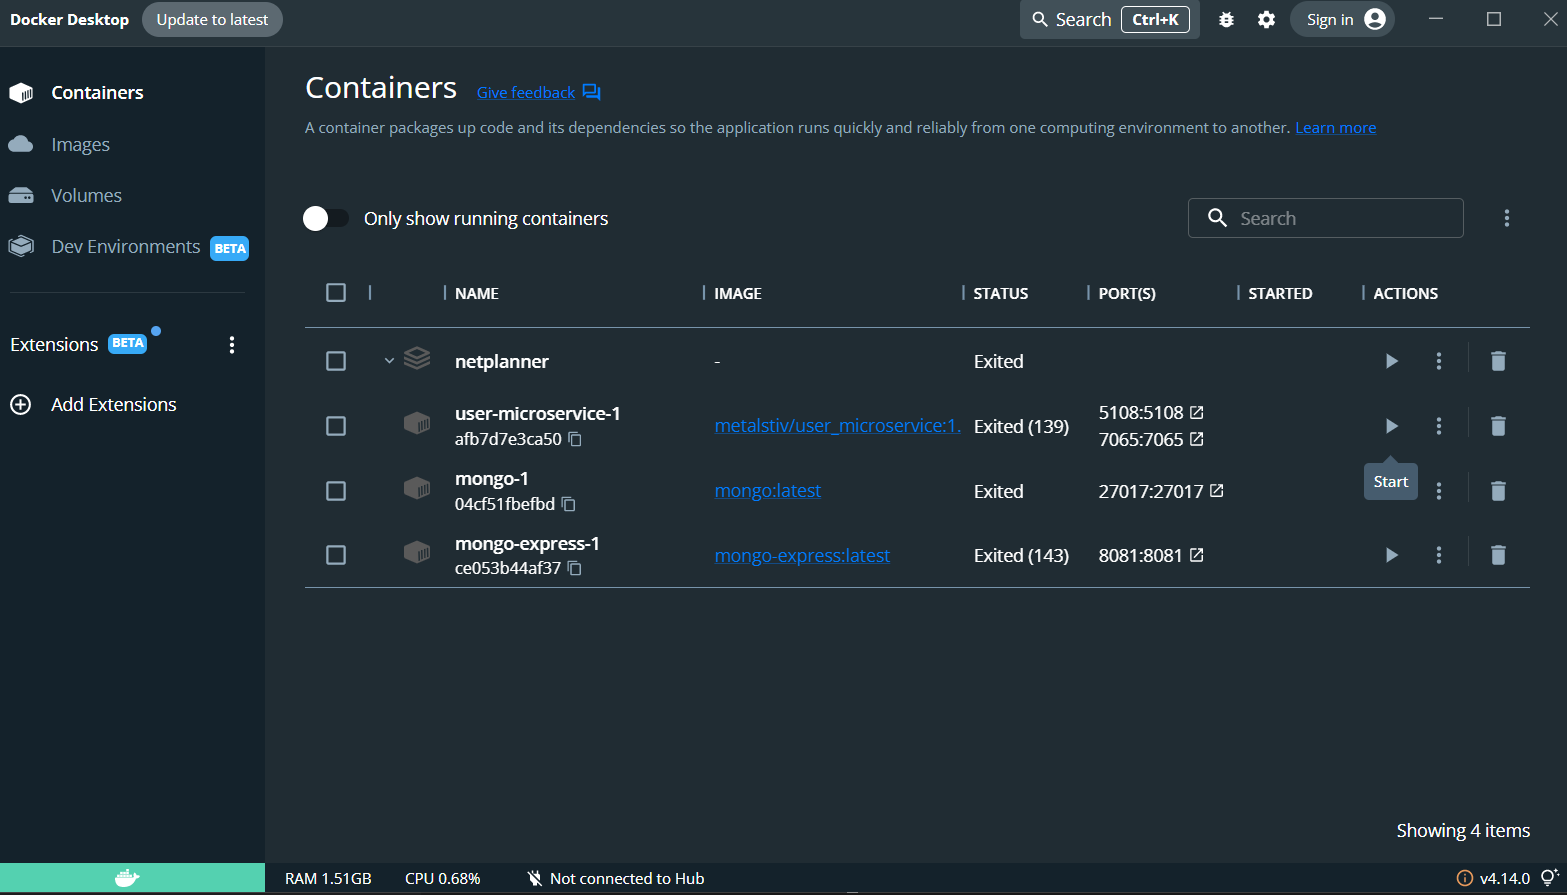 Docker Desktop Update to latest Search Ctrl+K Sign in
Containers
Images
Volumes
Dev Environments BETA
Extensions BETA
Add Extensions
Containers Give feedback
A container packages up code and its dependencies so the application runs quickly and reliably from one computing environment to another. Learn more
Only show running containers Search
NAME IMAGE STATUS PORT(S) STARTED ACTIONS
netplanner - Exited
user-microservice-1 metalstiv/user_microservice:1. Exited (139) 5108:5108
afb7d7e3ca50 7065:7065
Start
mongo-1 mongo:latest Exited 27017:27017
04cf51fbefbd
mongo-express-1 mongo-express:latest Exited (143) 8081:8081
ce053b44af37
Showing 4 items
RAM 1.51GB CPU 0.68% Not connected to Hub v4.14.0